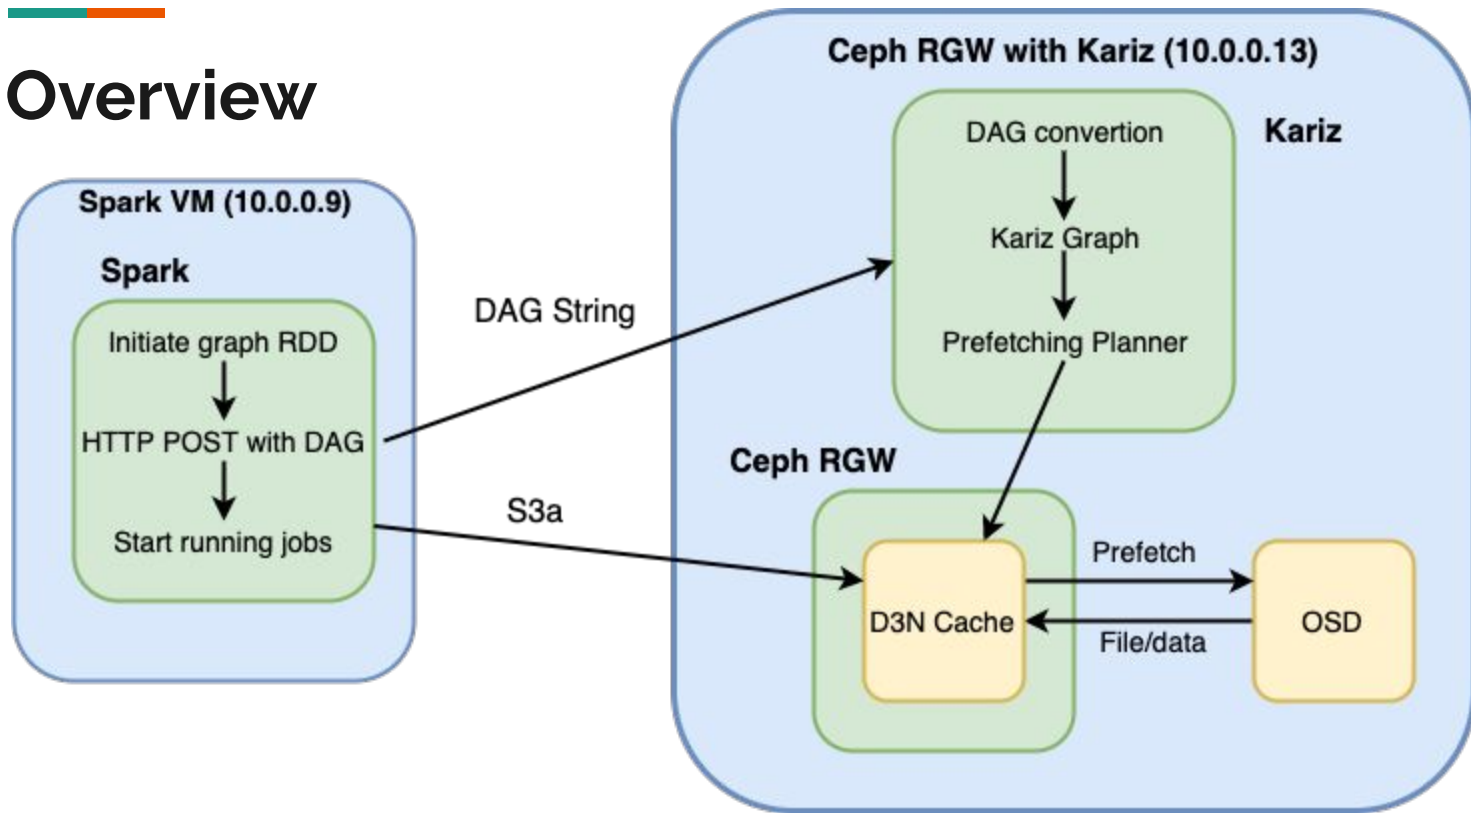 Overview
Spark VM (10.0.0.9)
Spark
Initiate graph RDD
HTTP POST with DAG
Start running jobs
DAG String
S3a
Ceph RGW with Kariz (10.0.0.13)
Kariz
DAG convertion
Kariz Graph
Prefetching Planner
Ceph RGW
D3N Cache
Prefetch
File/data
OSD